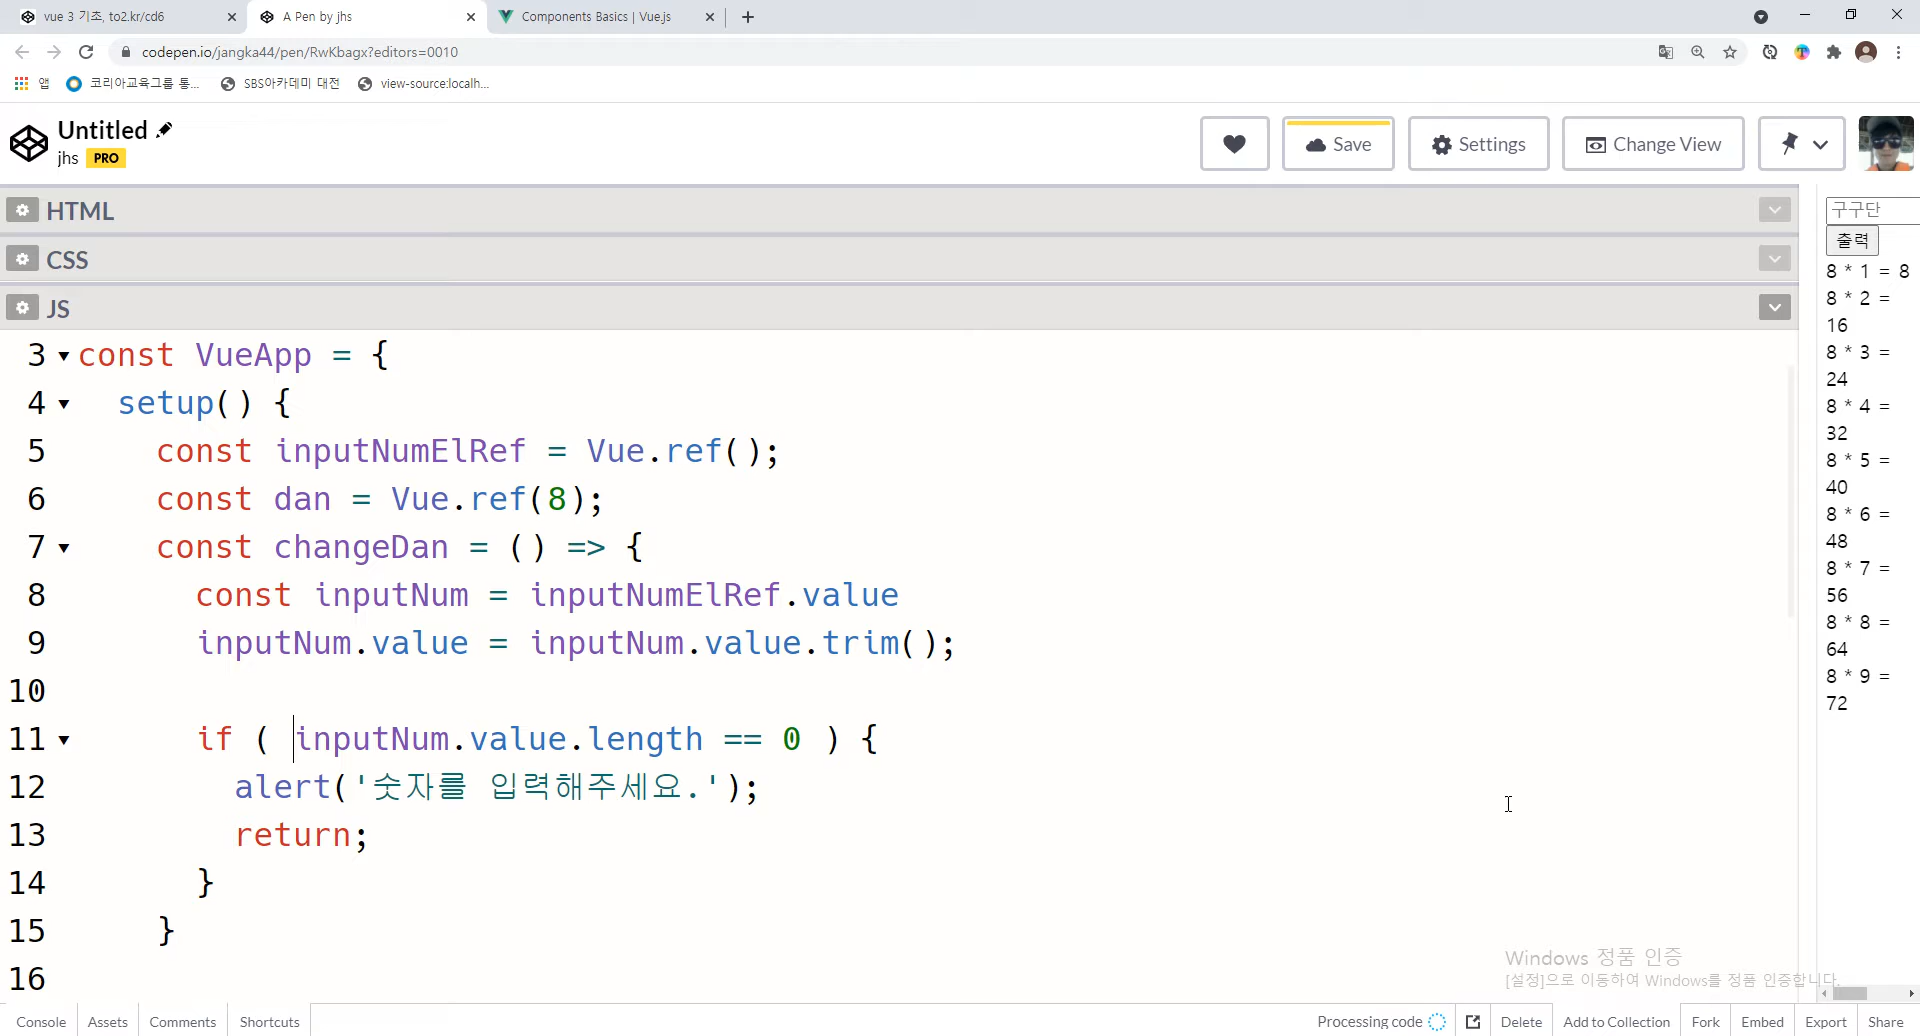 vue 3 기초, to2.kr/cd6
A Pen by jhs
Components Basics | Vue.js
codepen.io/jangka44/pen/RwKbagx?editors=0010
앱
코리아교육그룹 통...
SBS아카데미 대전
view-source:localh...
Untitled
jhs PRO
Save
Settings
Change View
HTML
CSS
JS
3 const VueApp = {
4 setup() {
5 const inputNumElRef = Vue.ref();
6 const dan = Vue.ref(8);
7 const changeDan = () => {
8 const inputNum = inputNumElRef.value
9 inputNum.value = inputNum.value.trim();
10
11 if ( inputNum.value.length == 0 ) {
12 alert('숫자를 입력해주세요.');
13 return;
14 }
15 }
16
구구단
출력
8 * 1 = 8
8 * 2 =
16
8 * 3 =
24
8 * 4 =
32
8 * 5 =
40
8 * 6 =
48
8 * 7 =
56
8 * 8 =
64
8 * 9 =
72
Windows 정품 인증
[설정]으로 이동하여 Windows를 정품 인증합니다.
Console
Assets
Comments
Shortcuts
Processing code
Delete
Add to Collection
Fork
Embed
Export
Share